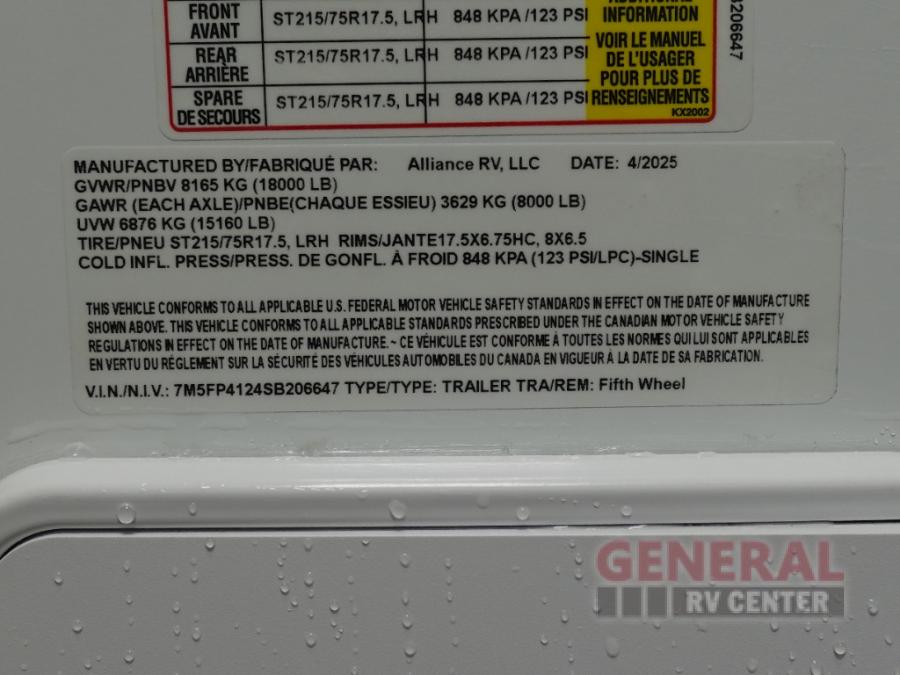 FRONT
AVANT
ST215/75R17.5, LRH
848 KPA /123 PSI
REAR
ARRIÈRE
ST215/75R17.5, LRH
848 KPA /123 PSI
SPARE
DE SECOURS
ST215/75R17.5, LRH
848 KPA /123 PSI
INFORMATION
VOIR LE MANUEL
DE L'USAGER
POUR PLUS DE
RENSEIGNEMENTS
KX2002
206647
MANUFACTURED BY/FABRIQUÉ PAR: Alliance RV, LLC DATE: 4/2025
GVWR/PNBV 8165 KG (18000 LB)
GAWR (EACH AXLE)/PNBE(CHAQUE ESSIEU) 3629 KG (8000 LB)
UVW 6876 KG (15160 LB)
TIRE/PNEU ST215/75R17.5, LRH RIMS/JANTE17.5X6.75HC, 8X6.5
COLD INFL. PRESS/PRESS. DE GONFL. À FROID 848 KPA (123 PSI/LPC)-SINGLE
THIS VEHICLE CONFORMS TO ALL APPLICABLE U.S. FEDERAL MOTOR VEHICLE SAFETY STANDARDS IN EFFECT ON THE DATE OF MANUFACTURE
SHOWN ABOVE. THIS VEHICLE CONFORMS TO ALL APPLICABLE STANDARDS PRESCRIBED UNDER THE CANADIAN MOTOR VEHICLE SAFETY
REGULATIONS IN EFFECT ON THE DATE OF MANUFACTURE.~ CE VÉHICULE EST CONFORME À TOUTES LES NORMES QUI LUI SONT APPLICABLES
EN VERTU DU RÈGLEMENT SUR LA SÉCURITÉ DES VÉHICULES AUTOMOBILES DU CANADA EN VIGUEUR À LA DATE DE SA FABRICATION.
V.I.N./N.I.V.: 7M5FP4124SB206647 TYPE/TYPE: TRAILER TRA/REM: Fifth Wheel
GENERAL
RV CENTER